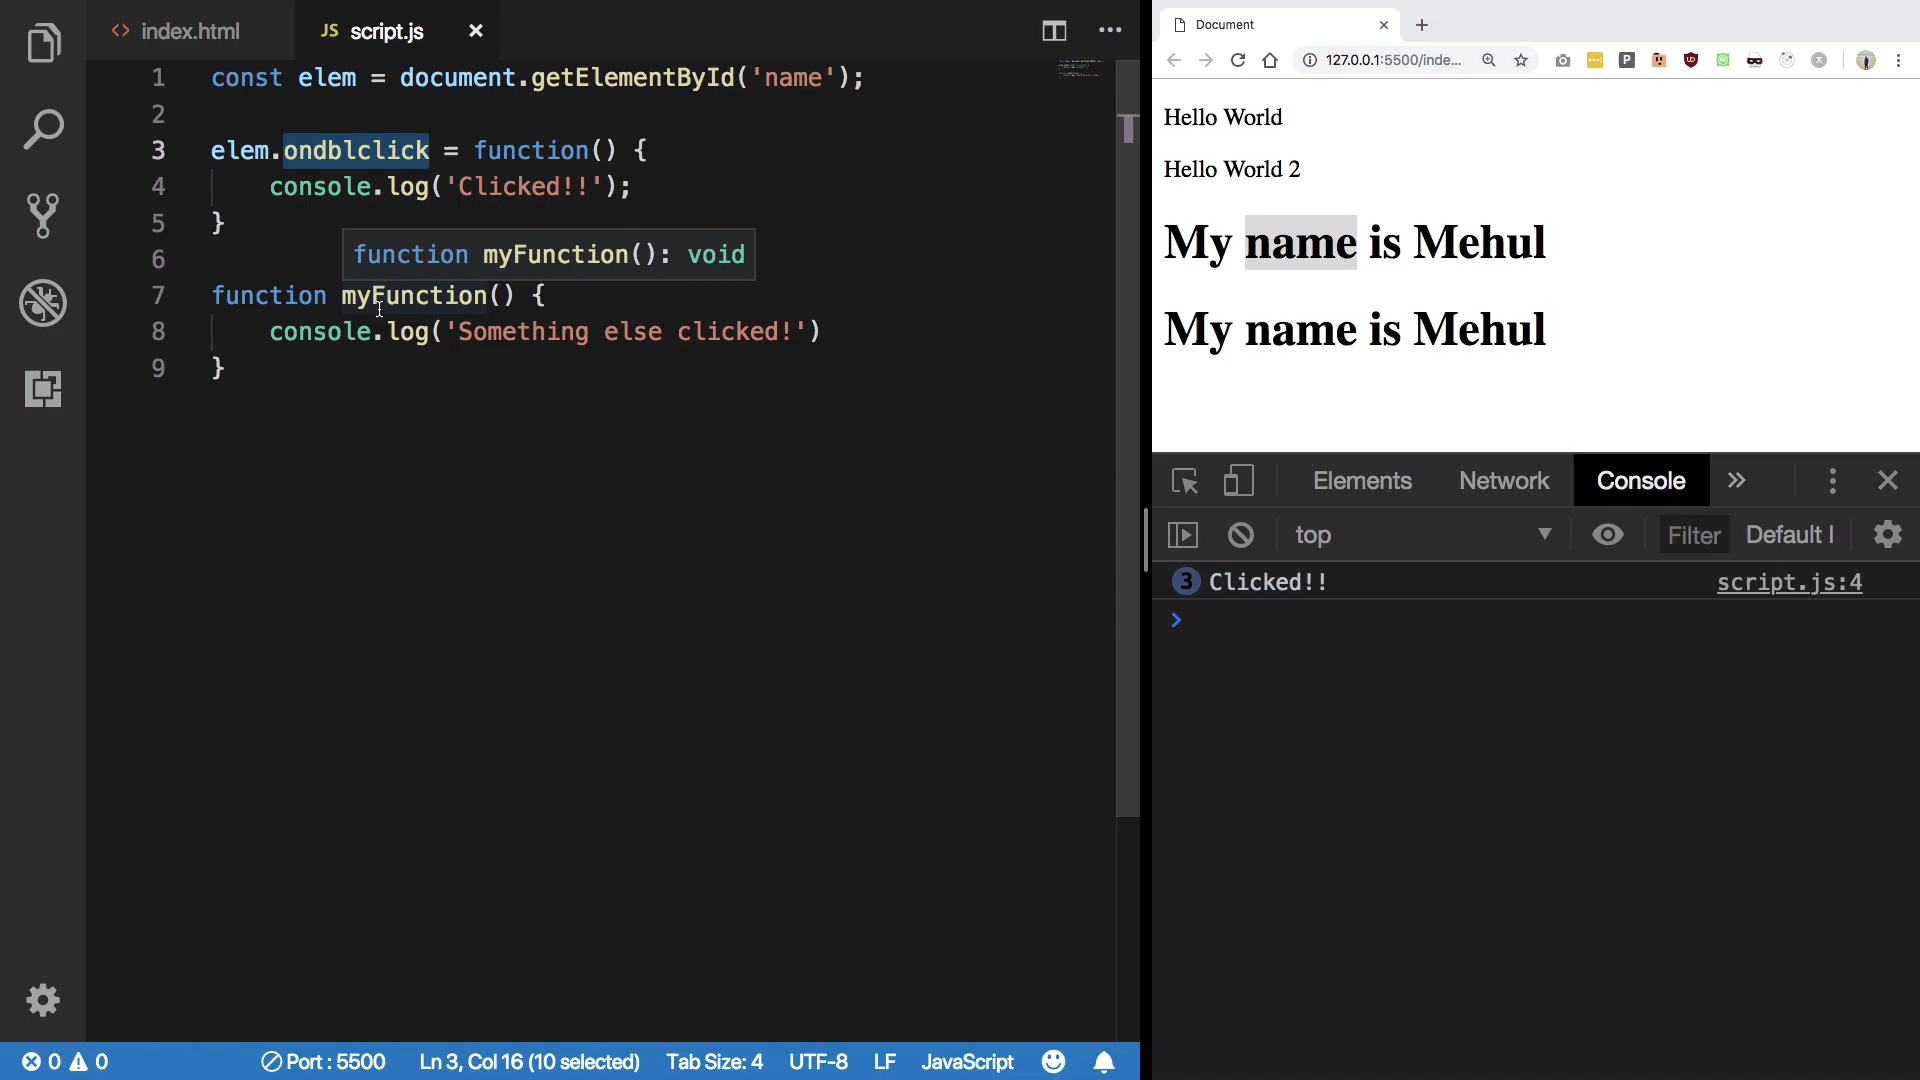 index.html
JS script.js
1 const elem = document.getElementById('name');
2
3 elem.ondblclick = function() {
4 console.log('Clicked!!');
5 }
6
function myFunction(): void
7 function myFunction() {
8 console.log('Something else clicked!')
9 }
0 0 Port : 5500 Ln 3, Col 16 (10 selected) Tab Size: 4 UTF-8 LF JavaScript
Document
127.0.0.1:5500/inde...
Hello World
Hello World 2
My name is Mehul
My name is Mehul
Elements Network Console
top Filter Default l
3 Clicked!! script.js:4